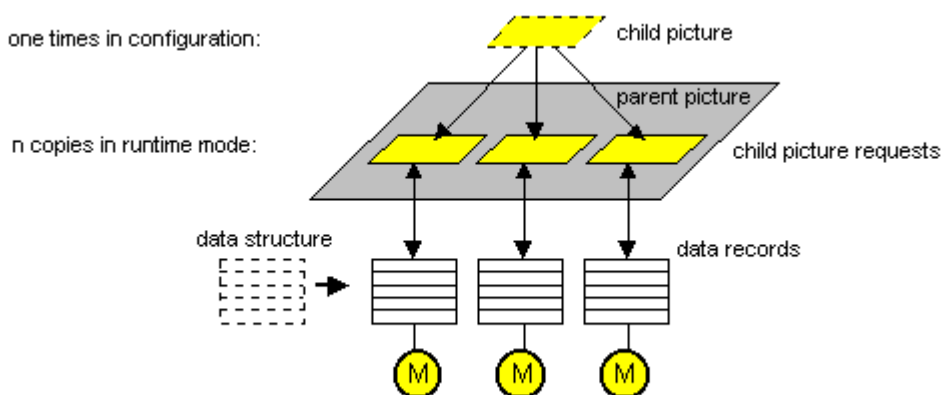 one times in configuration:
child picture
parent picture
n copies in runtime mode:
child picture requests
data structure
data records
M
M
M